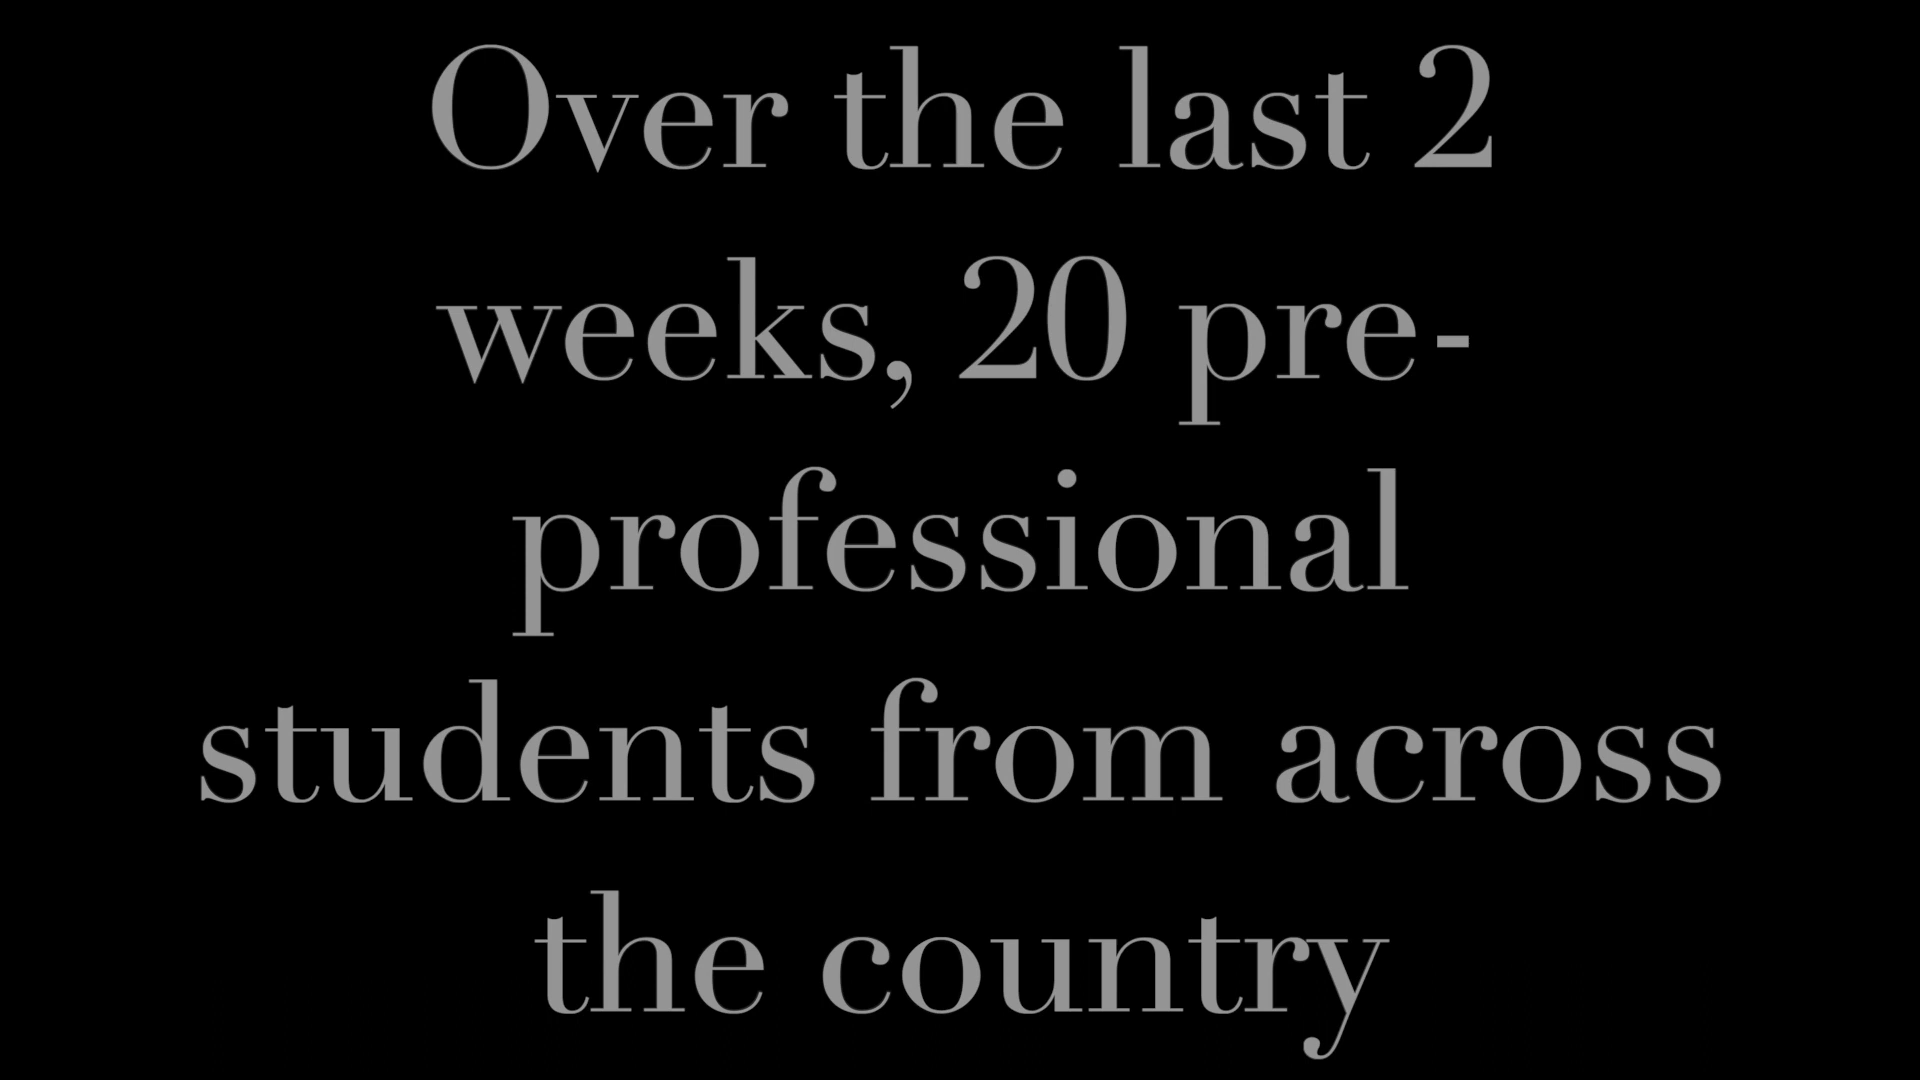 Over the last 2
weeks, 20 pre-
professional
students from across
the country